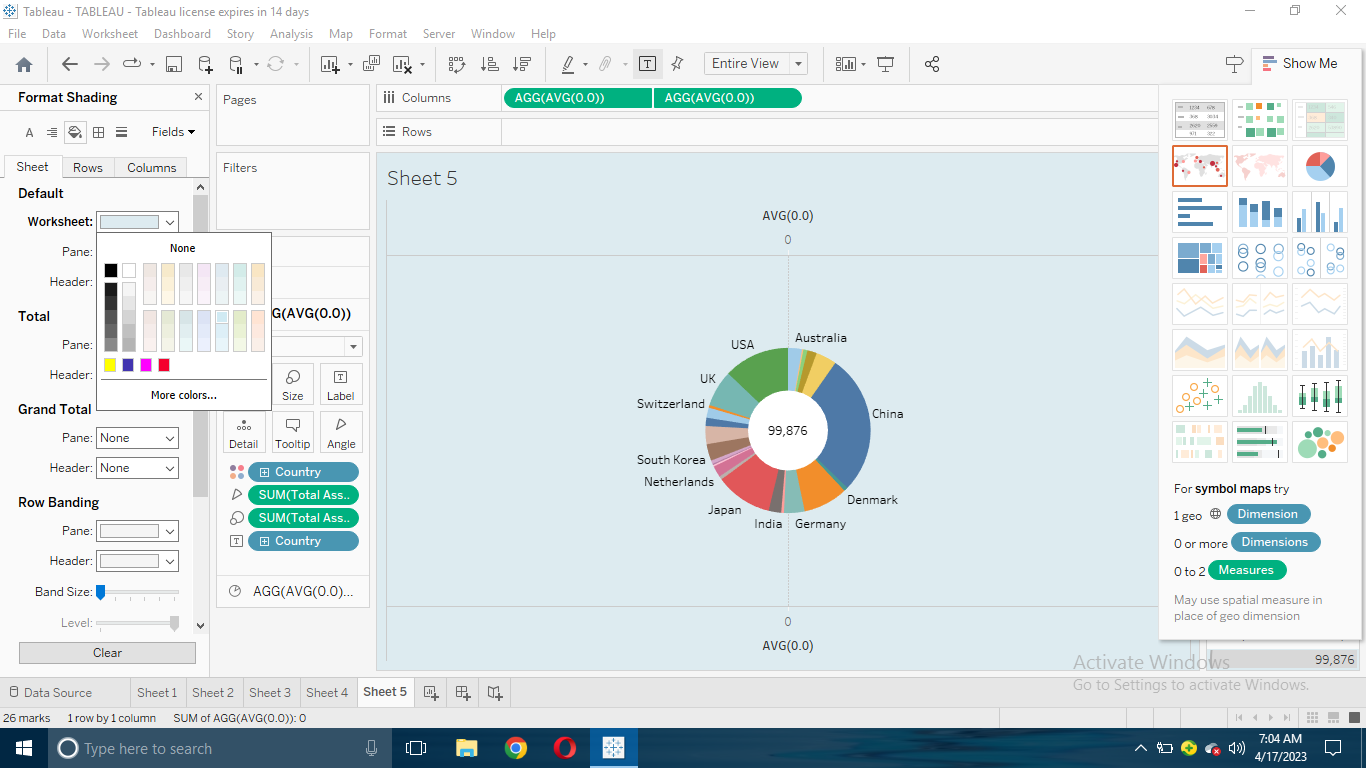 Tableau - TABLEAU - Tableau license expires in 14 days
File Data Worksheet Dashboard Story Analysis Map Format Server Window Help
Entire View
Show Me
Format Shading
Fields
Sheet Rows Columns
Default
Worksheet:
Pane:
Header:
None
More colors...
Total
Pane:
Header:
Grand Total
Pane: None
Header: None
Row Banding
Pane:
Header:
Band Size:
Level:
Clear
Pages
Filters
G(AVG(0.0))
Size
Label
Detail
Tooltip
Angle
Country
SUM(Total Ass..
SUM(Total Ass..
Country
AGG(AVG(0.0)...
Columns AGG(AVG(0.0)) AGG(AVG(0.0))
Rows
Sheet 5
AVG(0.0)
0
USA
Australia
UK
Switzerland
China
99,876
South Korea
Netherlands
Denmark
Japan
India
Germany
0
AVG(0.0)
For symbol maps try
1 geo Dimension
0 or more Dimensions
0 to 2 Measures
May use spatial measure in
place of geo dimension
99,876
Activate Windows
Go to Settings to activate Windows.
Data Source Sheet 1 Sheet 2 Sheet 3 Sheet 4 Sheet 5
26 marks 1 row by 1 column SUM of AGG(AVG(0.0)): 0
Type here to search
7:04 AM
4/17/2023